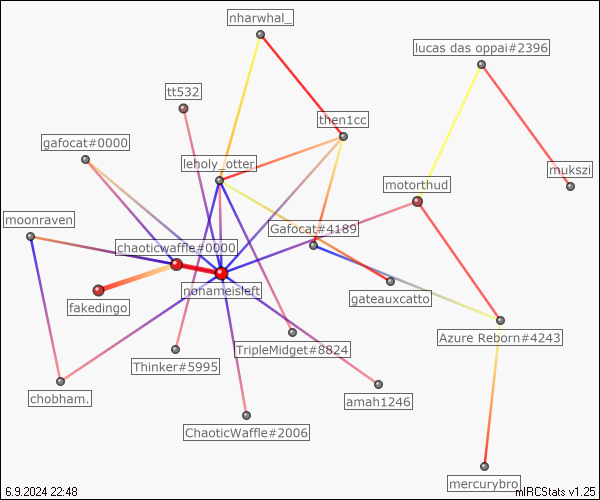 nharwhal_
lucas das oppai#2396
tt532
then1cc
gafocat#0000
leholy_otter
mukszi
motorthud
moonraven
Gafocat#4189
chaoticwaffle#0000
nonameisleft
fakedingo
gateauxcatto
Azure Reborn#4243
TripleMidget#8824
Thinker#5995
chobham.
amah1246
ChaoticWaffle#2006
mercurybro
6.9.2024 22:48
mIRCStats v1.25